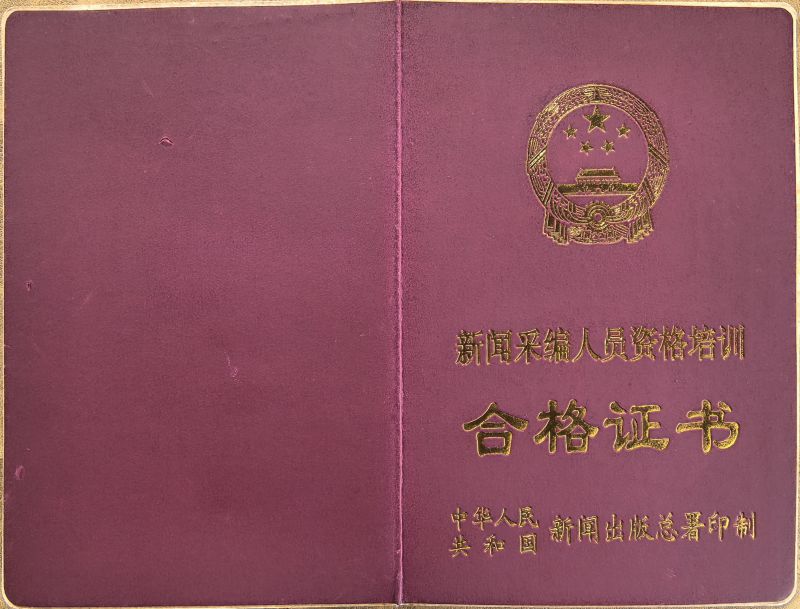 新闻采编人员资格培训
合格证书
中华人民
共和国 新闻出版总署印制